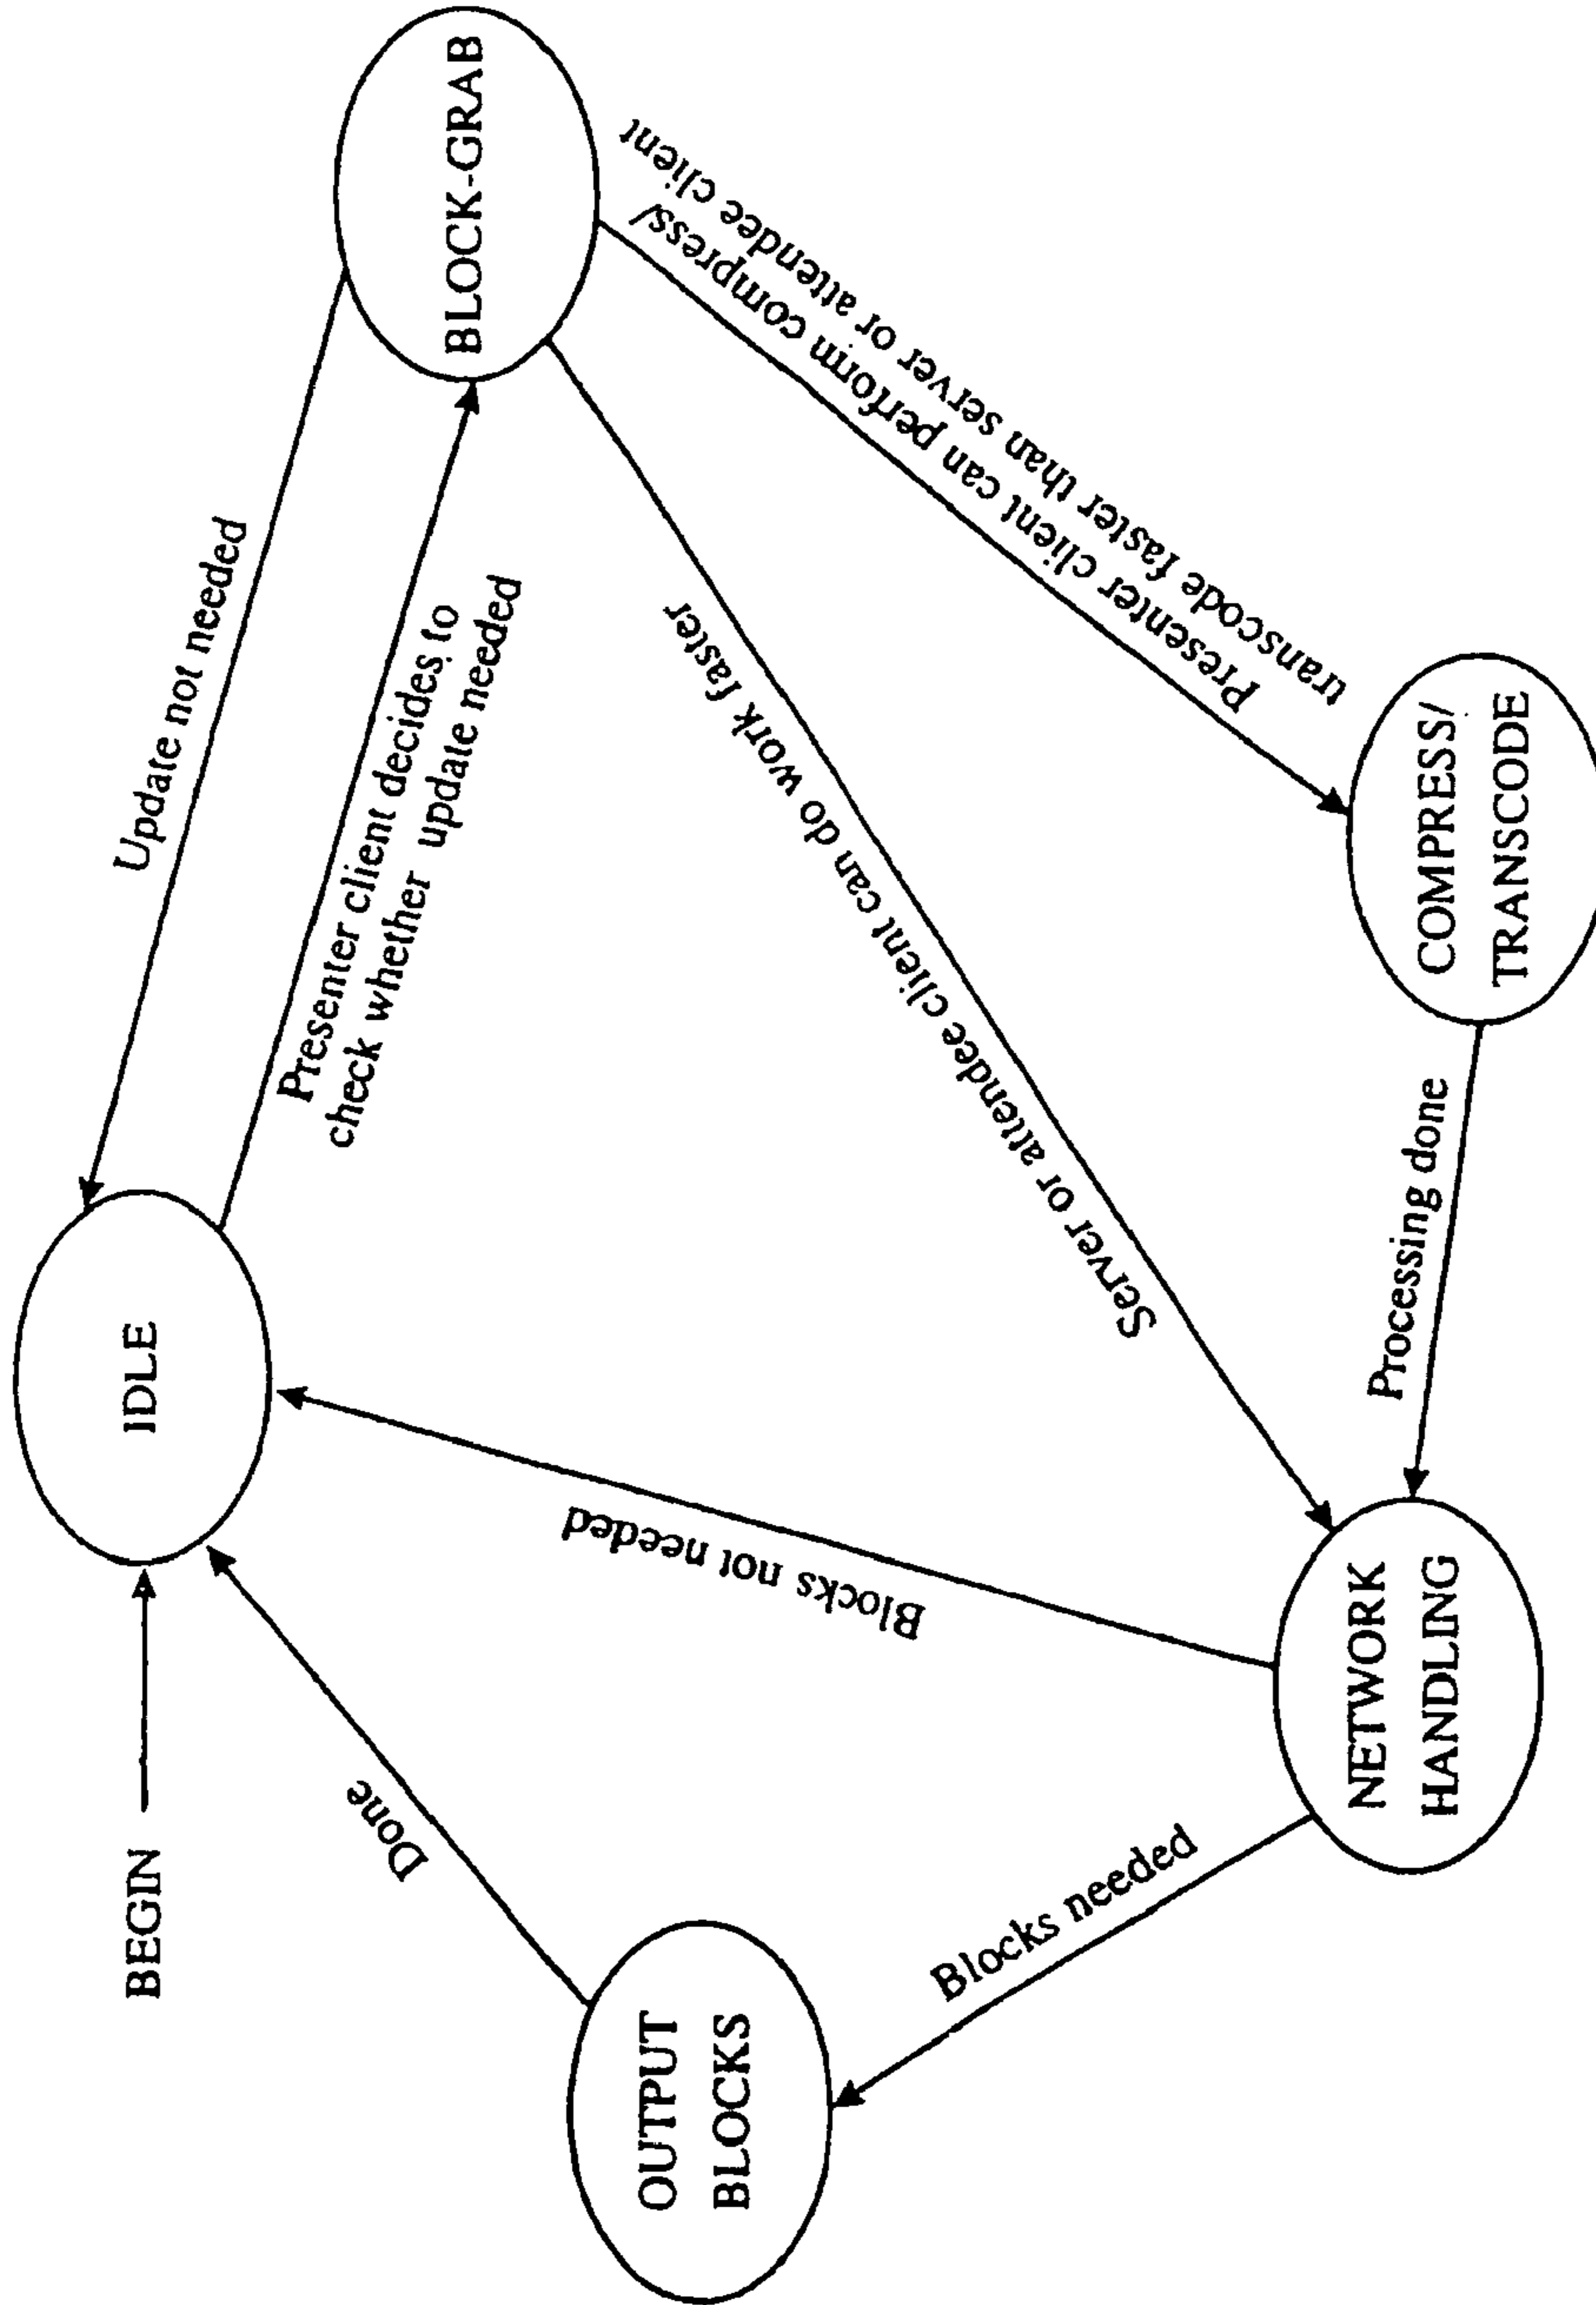 BEGIN
IDLE
Update not needed
Presenter client decides to
check whether update needed
BLOCK-GRAB
Done
Blocks not needed
Server or attendee client can do work faster
Presenter client can perform compress/
transcode faster than server or attendee client
OUTPUT
BLOCKS
Blocks needed
NETWORK
HANDLING
Processing done
COMPRESS/
TRANSCODE